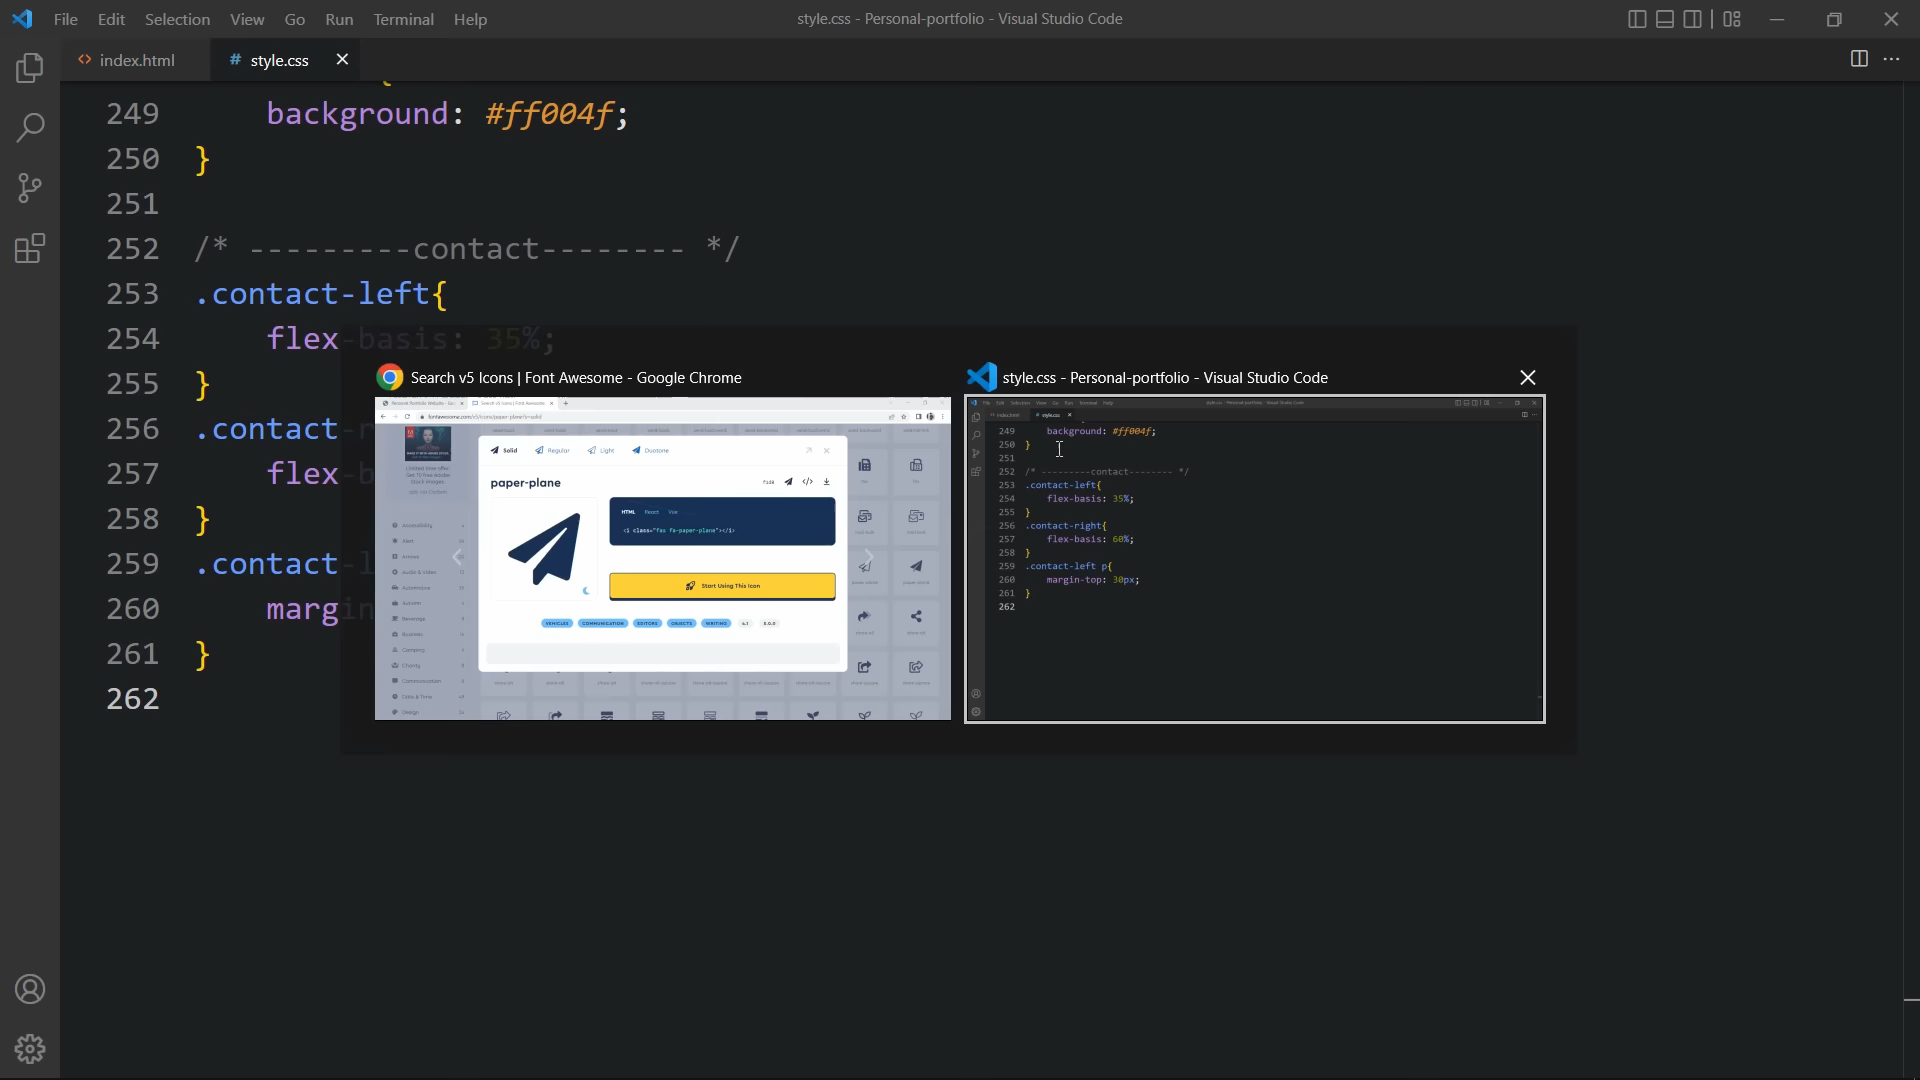 File Edit Selection View Go Run Terminal Help
style.css - Personal-portfolio - Visual Studio Code
index.html
# style.css
249 background: #ff004f;
250 }
251
252 /* ---------contact-------- */
253 .contact-left{
254 flex-basis: 35%;
255 }
256 .contact-r
257 flex-b
258 }
259 .contact-l
260 margin
261 }
262
Search v5 Icons | Font Awesome - Google Chrome
Solid Regular Light Duotone
paper-plane
HTML React Vue
<i class="fas fa-paper-plane"></i>
Start Using This Icon
VEHICLES COMMUNICATION EDITORS OBJECTS WRITING
Accessibility
Alert
Audio & Video
Automotive
Autumn
Beverage
Business
Camping
Charity
Communication
Date & Time
Design
style.css - Personal-portfolio - Visual Studio Code
249 background: #ff004f;
250 }
251
252 /* ---------contact-------- */
253 .contact-left{
254 flex-basis: 35%;
255 }
256 .contact-right{
257 flex-basis: 60%;
258 }
259 .contact-left p{
260 margin-top: 30px;
261 }
262